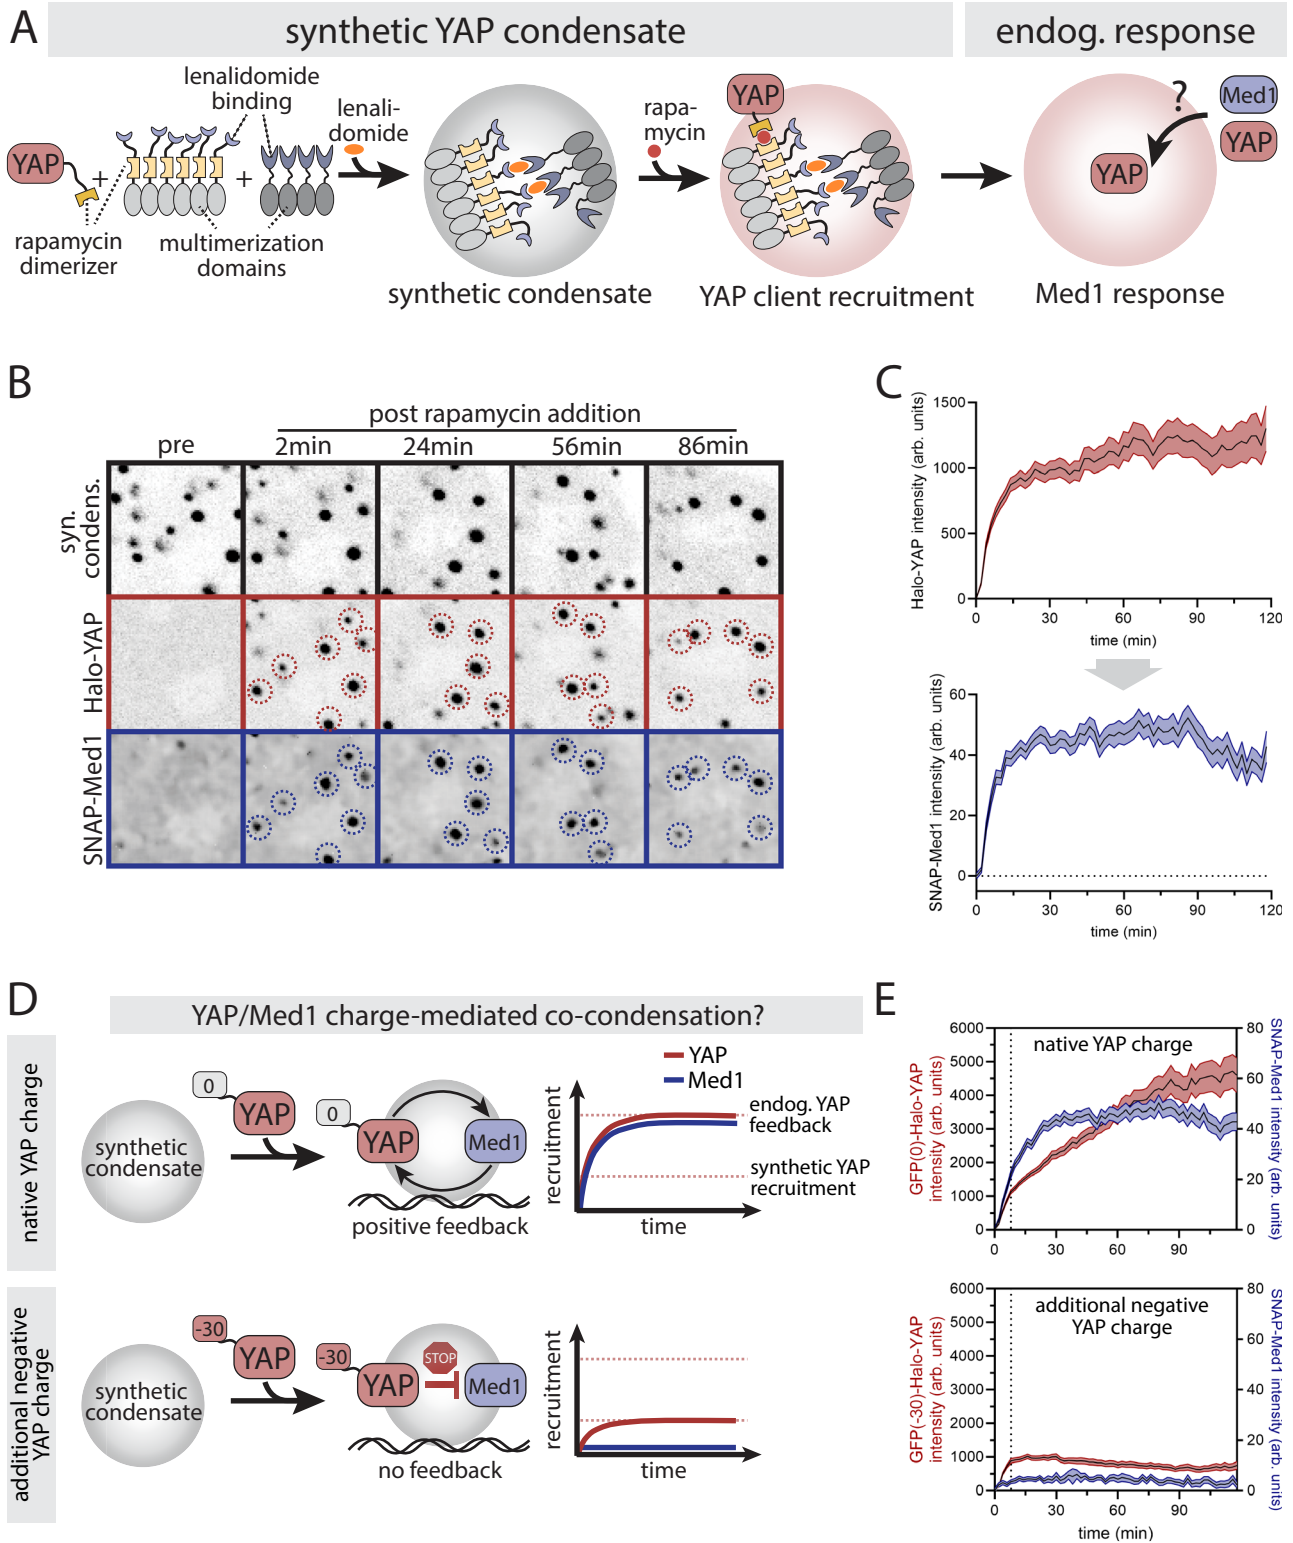 A
synthetic YAP condensate
endog. response
lenalidomide
binding
lenali-
domide
YAP
+
+
rapamycin
dimerizer
multimerization
domains
synthetic condensate
rapa-
mycin
YAP
YAP client recruitment
?
Med1
YAP
YAP
Med1 response
B
post rapamycin addition
pre
2min
24min
56min
86min
syn.
condens.
Halo-YAP
SNAP-Med1
C
Halo-YAP intensity (arb. units)
1500
1000
500
0
0
30
60
90
120
time (min)
SNAP-Med1 intensity (arb. units)
60
40
20
0
0
30
60
90
120
time (min)
D
YAP/Med1 charge-mediated co-condensation?
native YAP charge
synthetic
condensate
0
YAP
0
YAP
Med1
positive feedback
YAP
Med1
recruitment
time
endog. YAP
feedback
synthetic YAP
recruitment
additional negative
YAP charge
synthetic
condensate
-30
YAP
-30
YAP
STOP
Med1
no feedback
recruitment
time
E
GFP(0)-Halo-YAP
intensity (arb. units)
6000
5000
4000
3000
2000
1000
0
native YAP charge
80
60
40
20
0
SNAP-Med1 intensity (arb. units)
0
30
60
90
GFP(-30)-Halo-YAP
intensity (arb. units)
6000
5000
4000
3000
2000
1000
0
additional negative
YAP charge
80
60
40
20
0
SNAP-Med1 intensity (arb. units)
0
30
60
90
time (min)